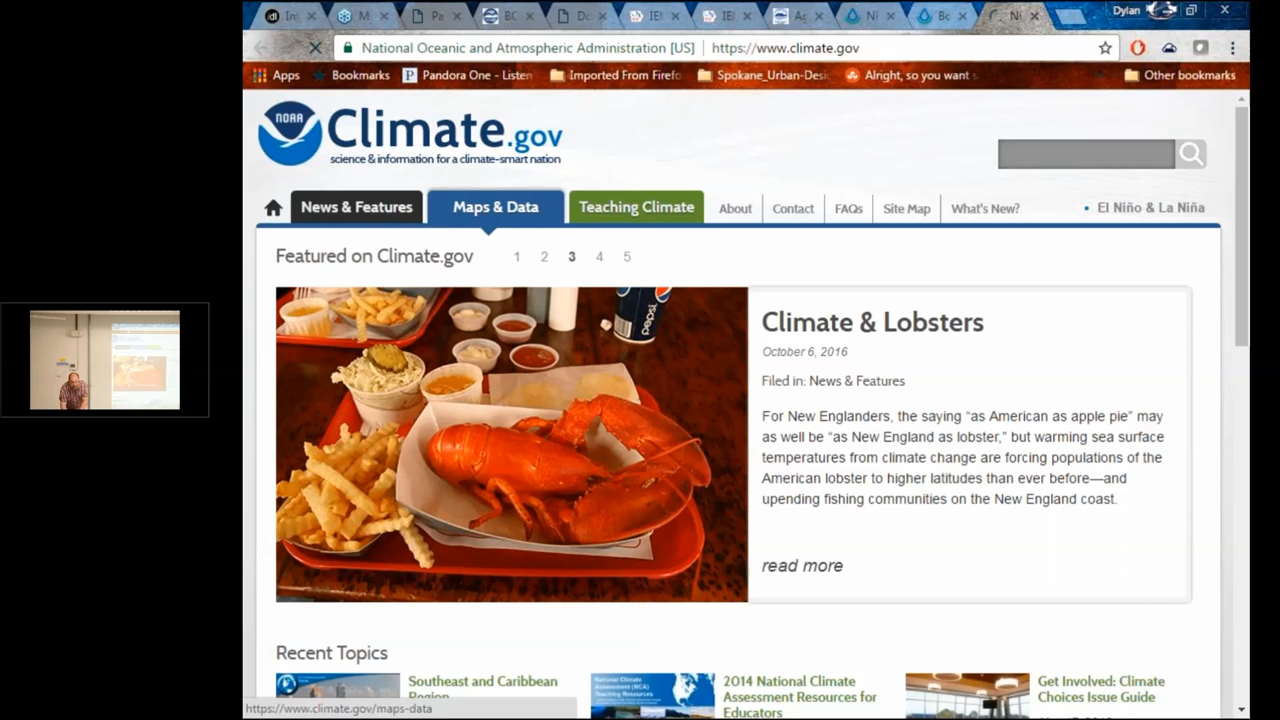 Dylan
National Oceanic and Atmospheric Administration [US] https://www.climate.gov
Apps Bookmarks Pandora One - Listen Imported From Firefo Spokane_Urban-Desi Alright, so you want s Other bookmarks
NOAA
Climate.gov
science & information for a climate-smart nation
News & Features Maps & Data Teaching Climate About Contact FAQs Site Map What's New? • El Niño & La Niña
Featured on Climate.gov 1 2 3 4 5
pepsi
Climate & Lobsters
October 6, 2016
Filed in: News & Features
For New Englanders, the saying “as American as apple pie” may
as well be “as New England as lobster,” but warming sea surface
temperatures from climate change are forcing populations of the
American lobster to higher latitudes than ever before—and
upending fishing communities on the New England coast.
read more
Recent Topics
Southeast and Caribbean
Region
National Climate
Assessment (NCA)
Teaching Resources
2014 National Climate
Assessment Resources for
Educators
Get Involved: Climate
Choices Issue Guide
https://www.climate.gov/maps-data